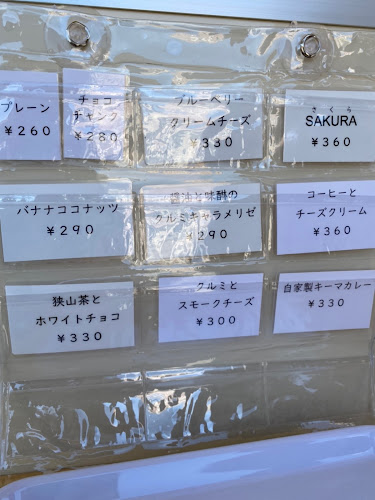 プレーン
¥260
チョコ
チャンク
¥280
ブルーベリー
クリームチーズ
¥330
さくら
SAKURA
¥360
バナナココナッツ
¥290
醤油と味醂の
クルミキャラメリゼ
¥290
コーヒーと
チーズクリーム
¥360
狭山茶と
ホワイトチョコ
¥330
クルミと
スモークチーズ
¥300
自家製キーマカレー
¥330